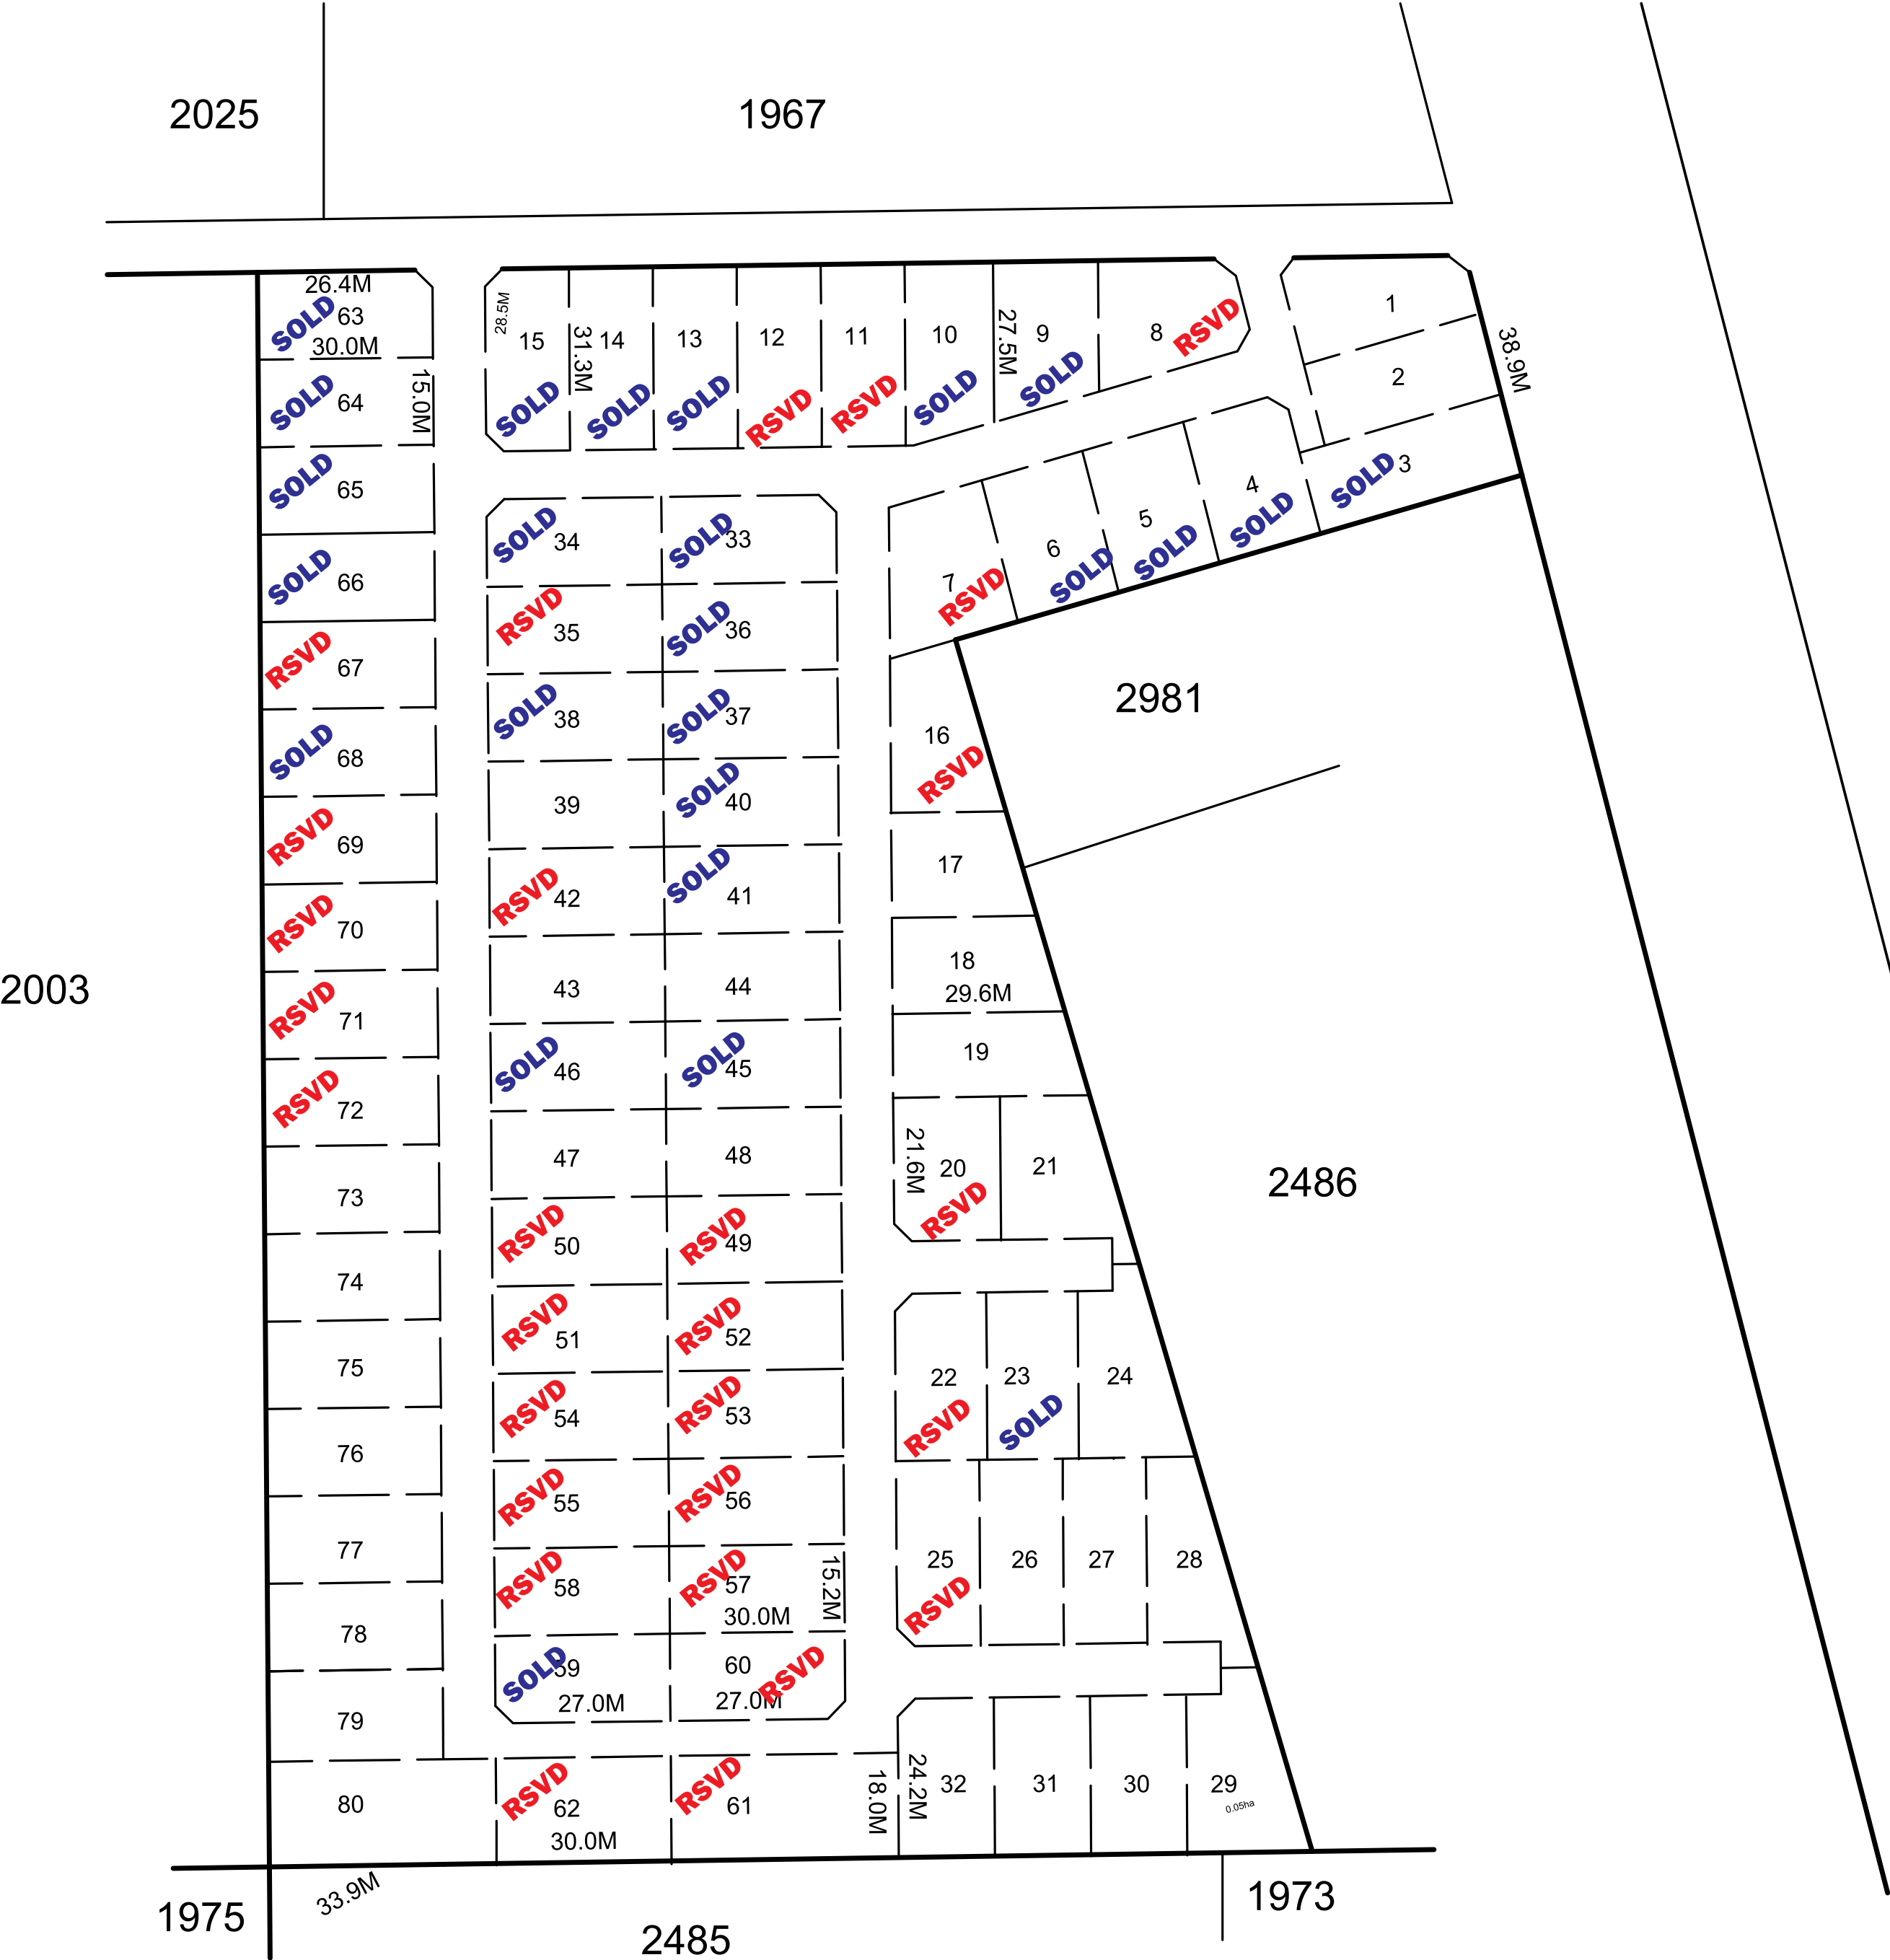 2025
1967
26.4M
SOLD 63
30.0M
15.0M
SOLD 64
SOLD 65
SOLD 66
RSVD 67
SOLD 68
RSVD 69
RSVD 70
RSVD 71
RSVD 72
73
74
75
76
77
78
79
80
28.5M
15
SOLD
31.3M
14
SOLD
13
SOLD
12
RSVD
11
RSVD
10
SOLD
27.5M
9
SOLD
8
RSVD
1
2
38.9M
SOLD 3
4
SOLD
5
SOLD
6
SOLD
7
RSVD
SOLD 34
SOLD 33
RSVD 35
SOLD 36
SOLD 38
SOLD 37
39
SOLD 40
RSVD 42
SOLD 41
43
44
SOLD 46
SOLD 45
47
48
RSVD 50
RSVD 49
RSVD 51
RSVD 52
RSVD 54
RSVD 53
RSVD 55
RSVD 56
RSVD 58
RSVD 57
30.0M
15.2M
SOLD 59
27.0M
60 RSVD
27.0M
RSVD 62
30.0M
RSVD 61
18.0M
16
RSVD
17
18
29.6M
19
21.6M
20
RSVD
21
22
RSVD
23
SOLD
24
25
RSVD
26
27
28
24.2M
32
31
30
29
0.05ha
2981
2486
2003
1975
33.9M
2485
1973